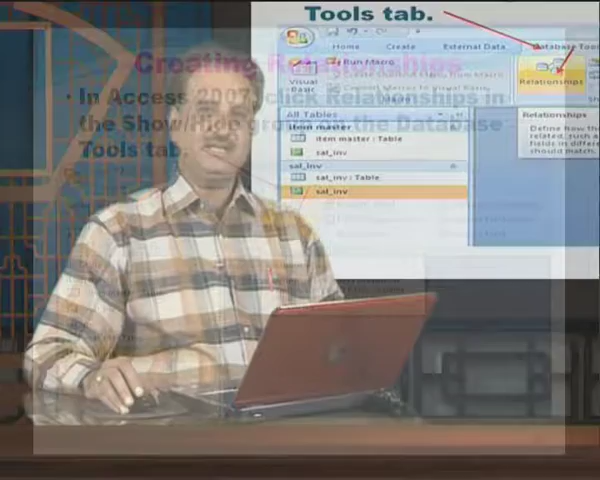 Tools tab.
Creating Relationships
Home Create External Data Database Tools
Run Macro
• In Access 2007, click Relationships in
the Show/Hide group on the Database
Tools tab.
Visual
Basic
Relationships
All Tables
item master
item master : Table
sal_inv
sal_inv
sal_inv : Table
sal_inv
Relationships
Define how the
related, such as
fields in differe
should match.